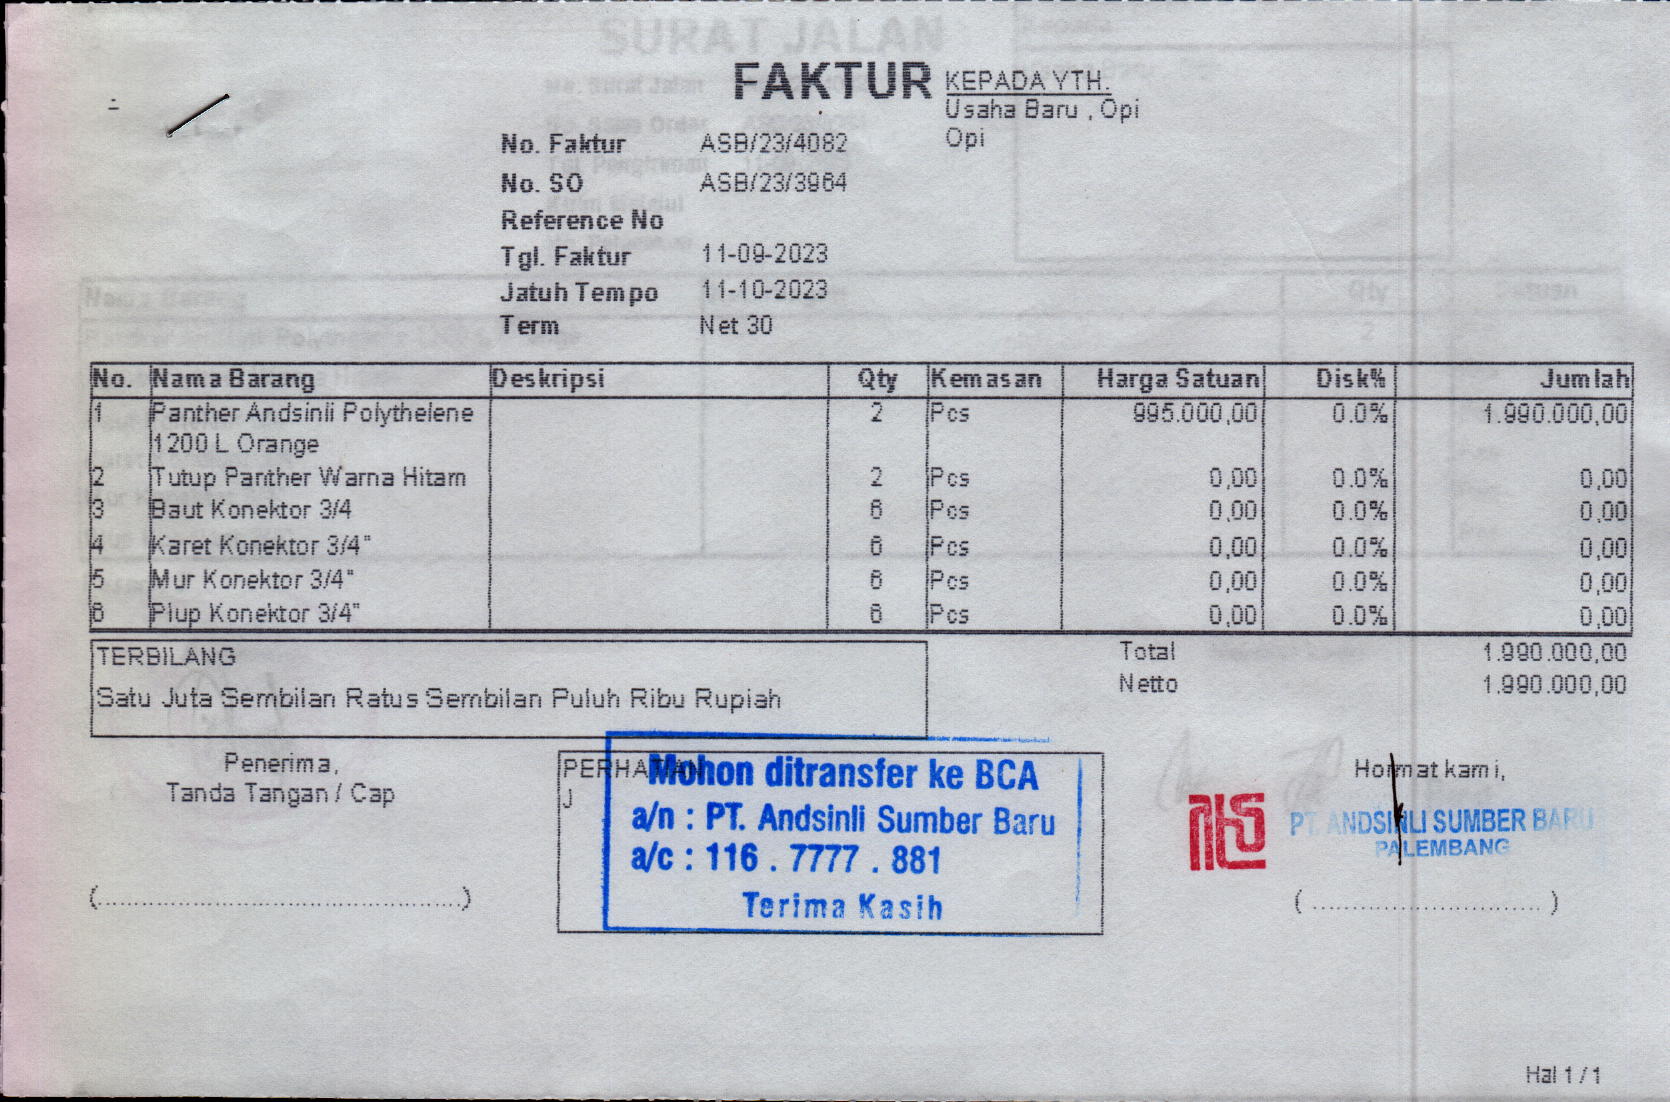 SURAT JALAN
FAKTUR
KEPADA YTH.
Usaha Baru , Opi
Opi
No. Faktur ASB/23/4082
No. SO ASB/23/3964
Reference No
Tgl. Faktur 11-09-2023
Jatuh Tempo 11-10-2023
Term Net 30
No. Nama Barang Deskripsi Qty Kemasan Harga Satuan Disk% Jumlah
1 Panther Andsinli Polythelene 2 Pcs 995.000,00 0.0% 1.990.000,00
1200 L Orange
2 Tutup Panther Warna Hitam 2 Pcs 0,00 0.0% 0,00
3 Baut Konektor 3/4 6 Pcs 0,00 0.0% 0,00
4 Karet Konektor 3/4" 6 Pcs 0,00 0.0% 0,00
5 Mur Konektor 3/4" 6 Pcs 0,00 0.0% 0,00
6 Plup Konektor 3/4" 6 Pcs 0,00 0.0% 0,00
TERBILANG
Satu Juta Sembilan Ratus Sembilan Puluh Ribu Rupiah
Total 1.990.000,00
Netto 1.990.000,00
Penerima,
Tanda Tangan / Cap
(..............................................)
PERHATIAN
J
Mohon ditransfer ke BCA
a/n : PT. Andsinli Sumber Baru
a/c : 116 . 7777 . 881
Terima Kasih
Hormat kami,
PT. ANDSINLI SUMBER BARU
PALEMBANG
( ............................. )
Hal 1 / 1